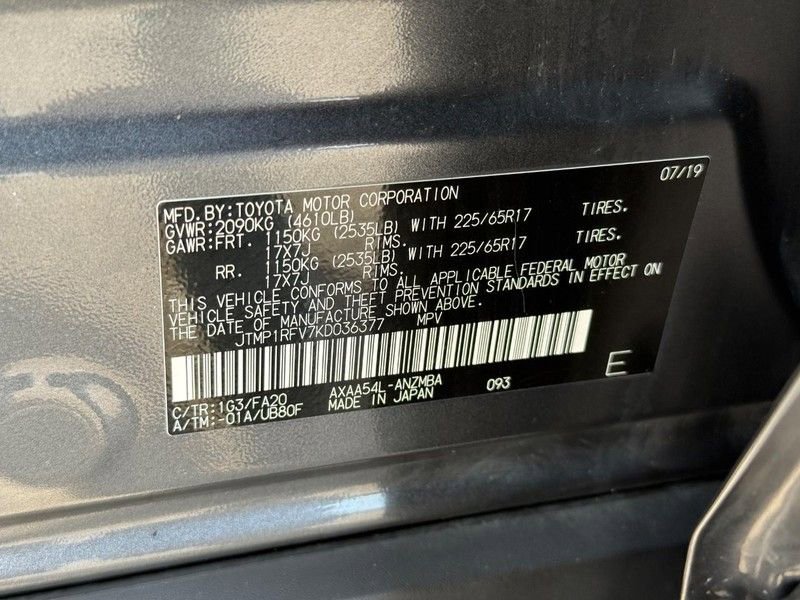 07/19
MFD.BY:TOYOTA MOTOR CORPORATION
GVWR:2090KG (4610LB)
GAWR:FRT. 1150KG (2535LB) WITH 225/65R17 TIRES.
17X7J RIMS.
RR. 1150KG (2535LB) WITH 225/65R17 TIRES.
17X7J RIMS.
THIS VEHICLE CONFORMS TO ALL APPLICABLE FEDERAL MOTOR
VEHICLE SAFETY AND THEFT PREVENTION STANDARDS IN EFFECT ON
THE DATE OF MANUFACTURE SHOWN ABOVE.
JTMP1RFV7KD036377 MPV
C/TR:1G3/FA20 AXAA54L-ANZMBA 093 E
A/TM:-01A/UB80F MADE IN JAPAN